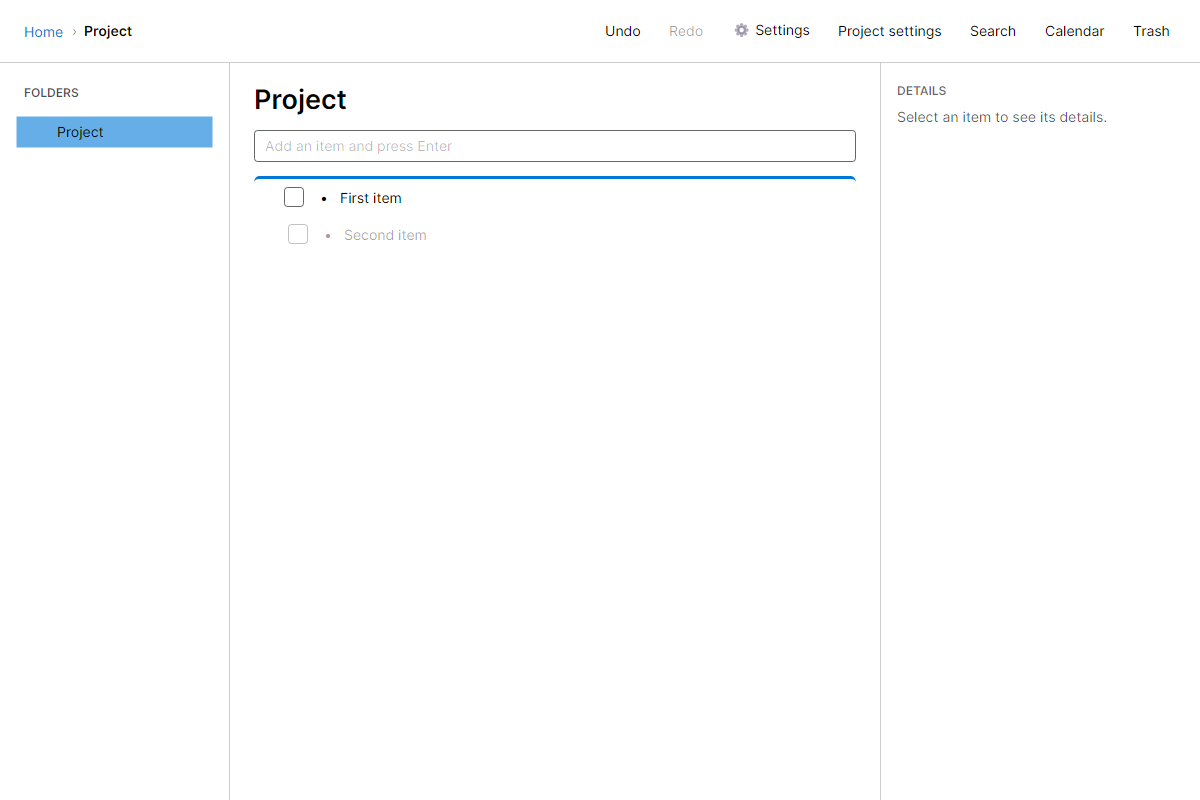 Home › Project
Undo Redo Settings Project settings Search Calendar Trash
FOLDERS
Project
Project
Add an item and press Enter
• First item
• Second item
DETAILS
Select an item to see its details.